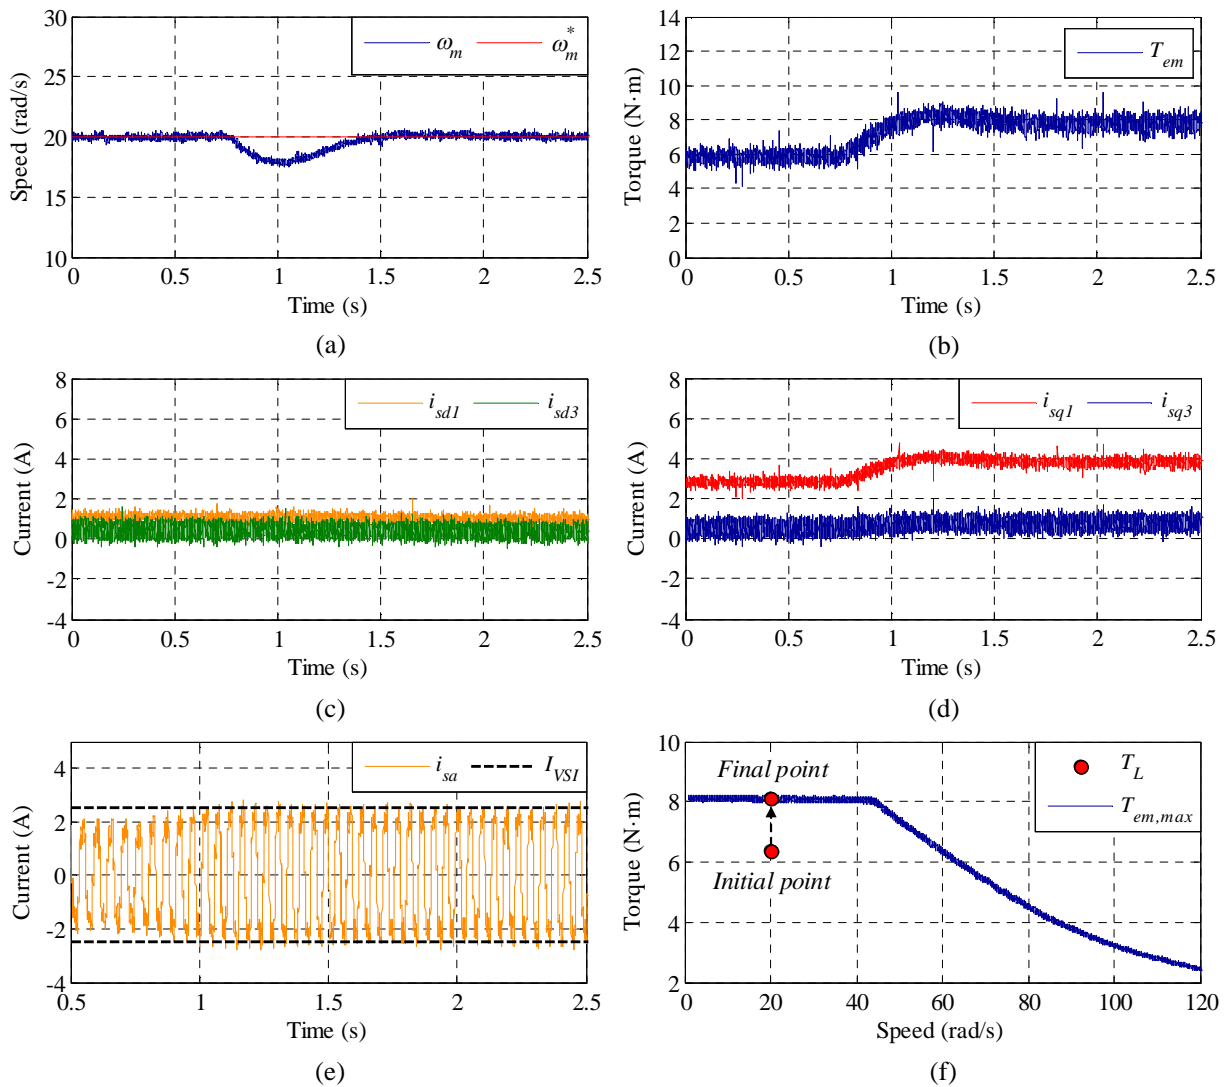 30
25
20
15
10
Speed (rad/s)
ω_m ω_m^*
0 0.5 1 1.5 2 2.5
Time (s)
(a)
14
12
10
8
6
4
2
0
Torque (N·m)
T_em
0 0.5 1 1.5 2 2.5
Time (s)
(b)
8
6
4
2
0
-2
-4
Current (A)
i_sd1 i_sd3
0 0.5 1 1.5 2 2.5
Time (s)
(c)
8
6
4
2
0
-2
-4
Current (A)
i_sq1 i_sq3
0 0.5 1 1.5 2 2.5
Time (s)
(d)
4
2
0
-2
-4
Current (A)
i_sa I_VSI
0.5 1 1.5 2 2.5
Time (s)
(e)
10
8
6
4
2
Torque (N·m)
Final point
Initial point
T_L
T_em,max
0 20 40 60 80 100 120
Speed (rad/s)
(f)